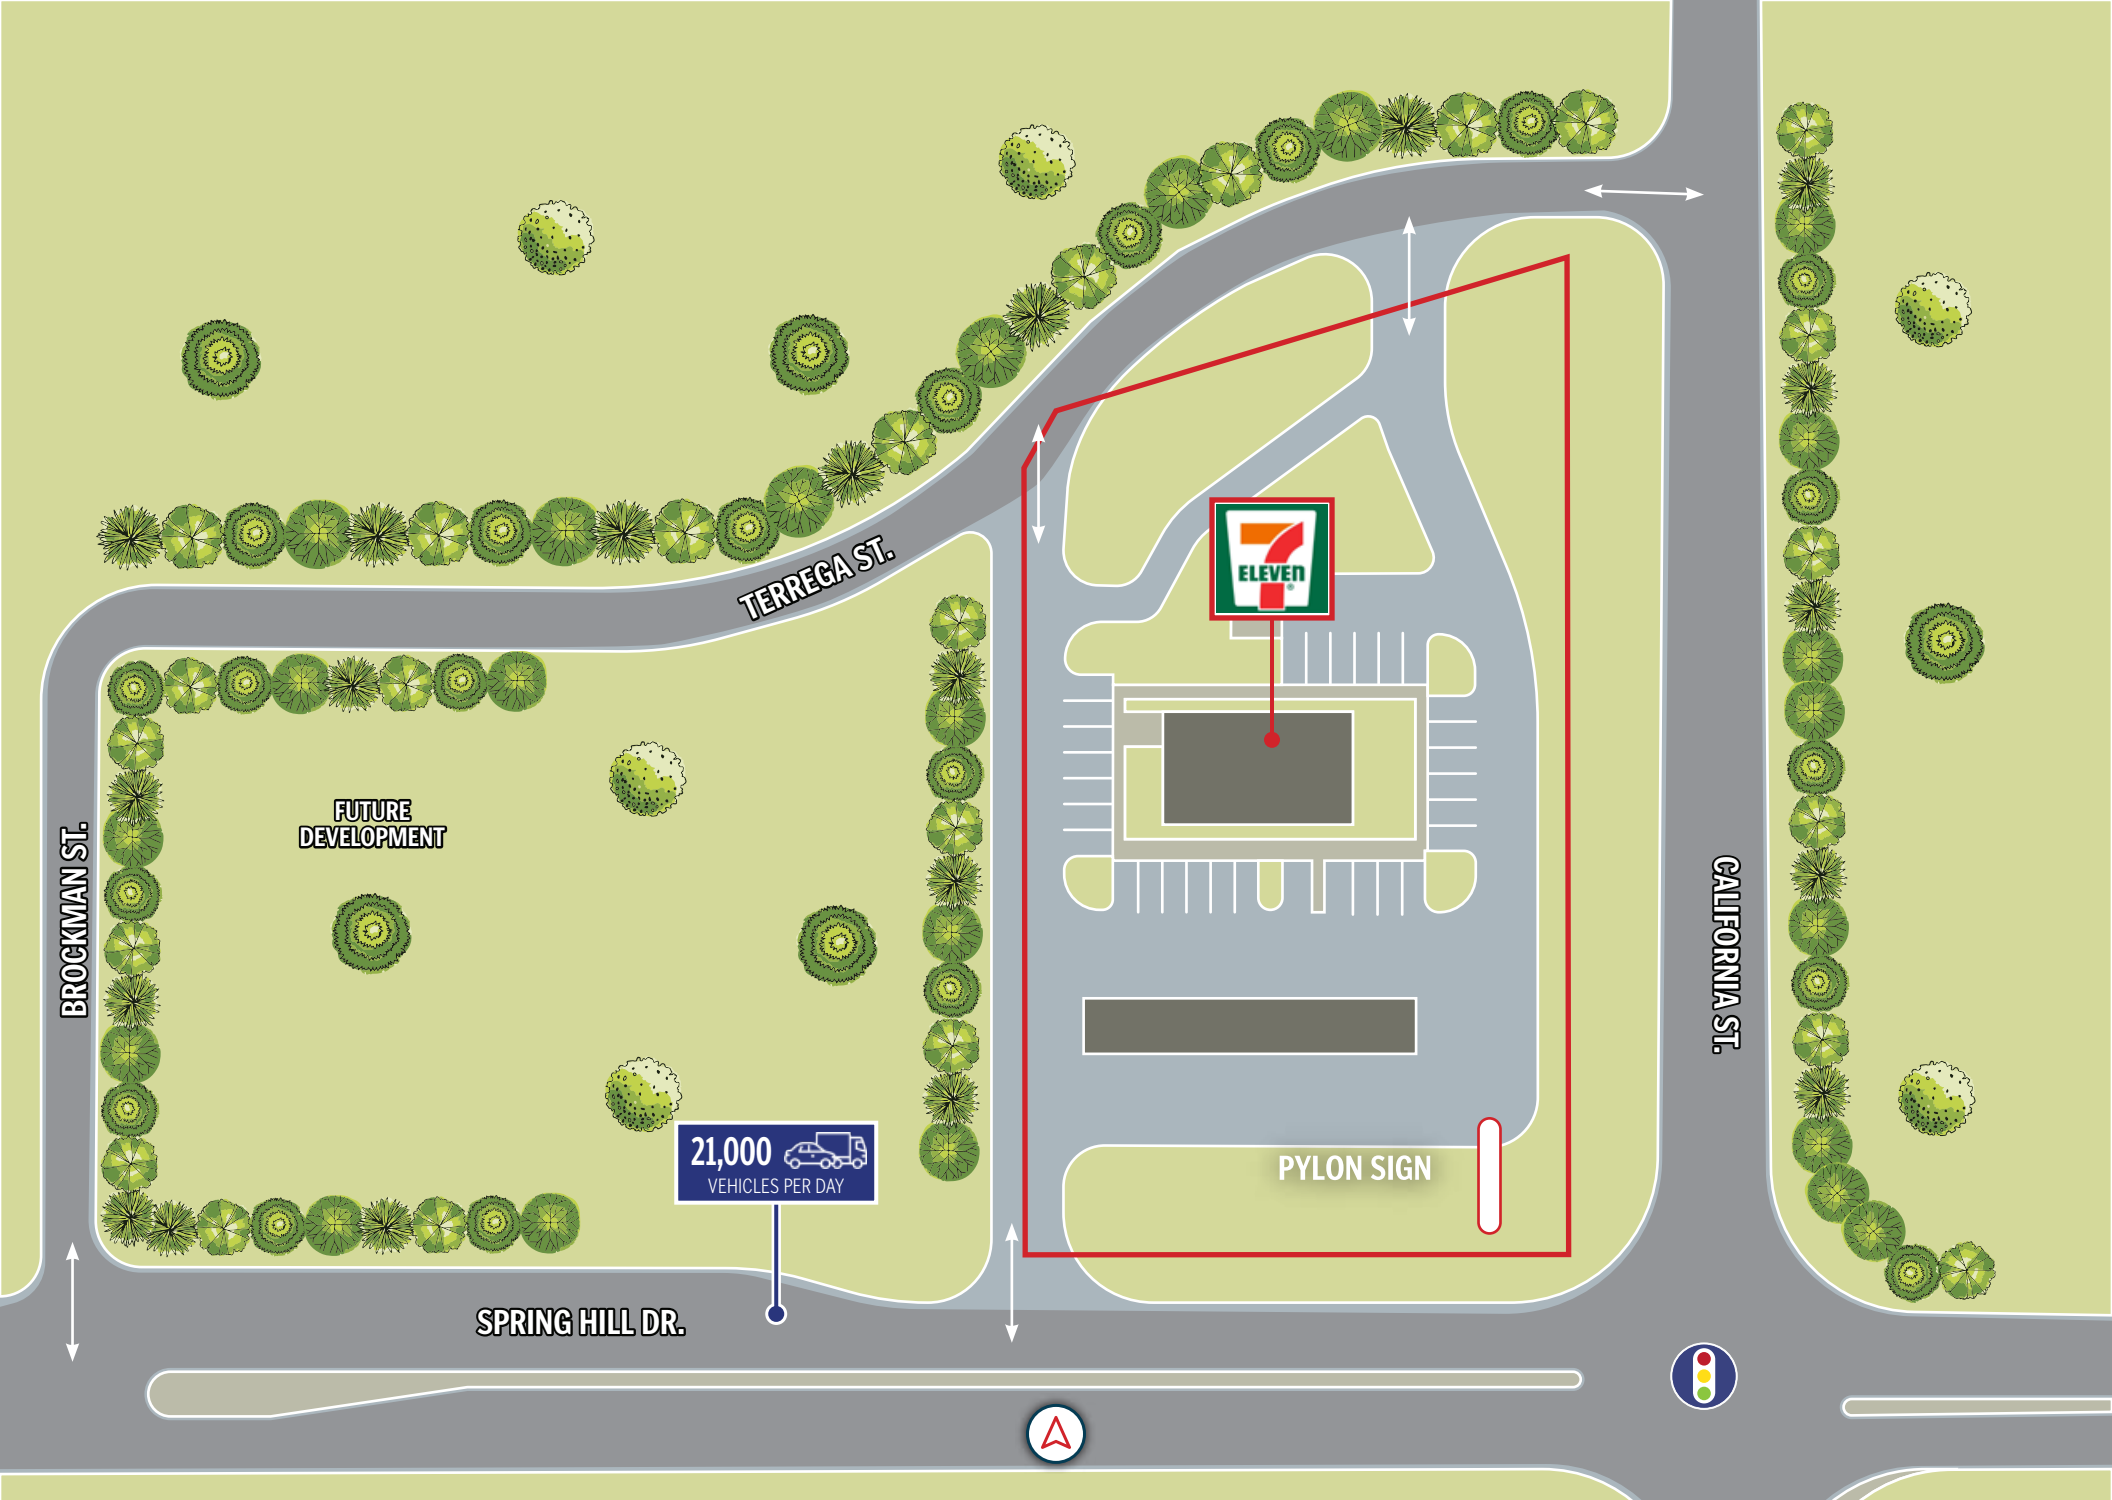 TERREGA ST.
7
ELEVEN
®
FUTURE
DEVELOPMENT
BROCKMAN ST.
CALIFORNIA ST.
21,000
VEHICLES PER DAY
PYLON SIGN
SPRING HILL DR.